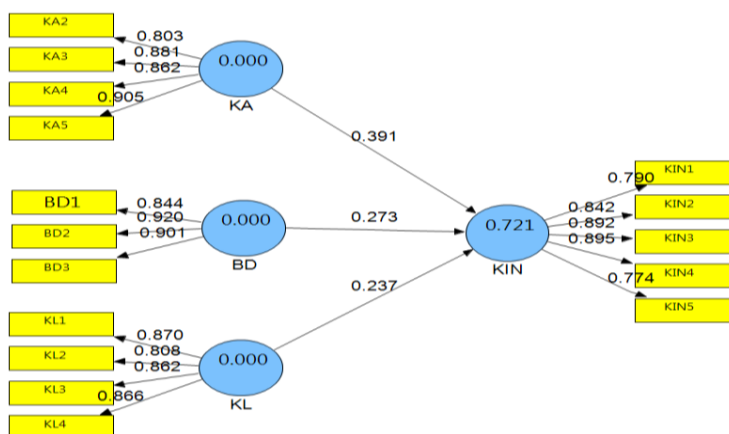 KA2
0.803
KA3
0.881
0.862
KA4
0.905
KA5
0.000
KA
0.391
BD1
0.844
0.920
BD2
0.901
BD3
0.000
BD
0.273
KL1
0.870
KL2
0.808
0.862
KL3
0.866
KL4
0.000
KL
0.237
0.721
KIN
0.790
KIN1
0.842
KIN2
0.892
0.895
KIN3
KIN4
0.774
KIN5